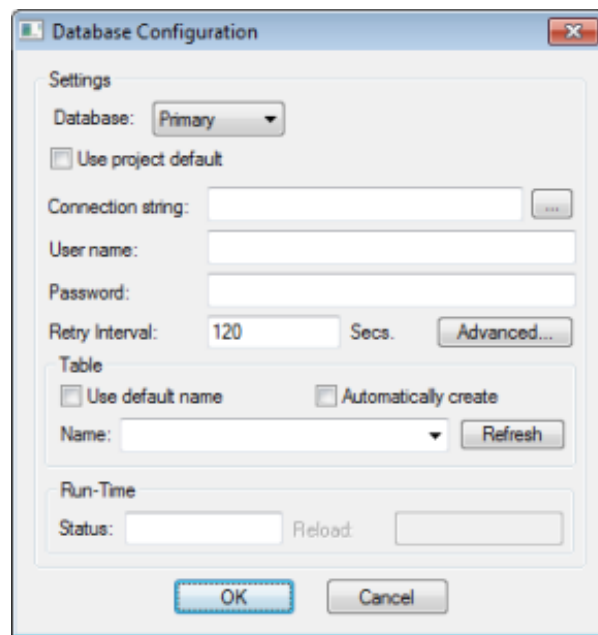 Database Configuration
Settings
Database: Primary
Use project default
Connection string: ...
User name:
Password:
Retry Interval: 120 Secs. Advanced...
Table
Use default name Automatically create
Name: Refresh
Run-Time
Status: Reload:
OK Cancel